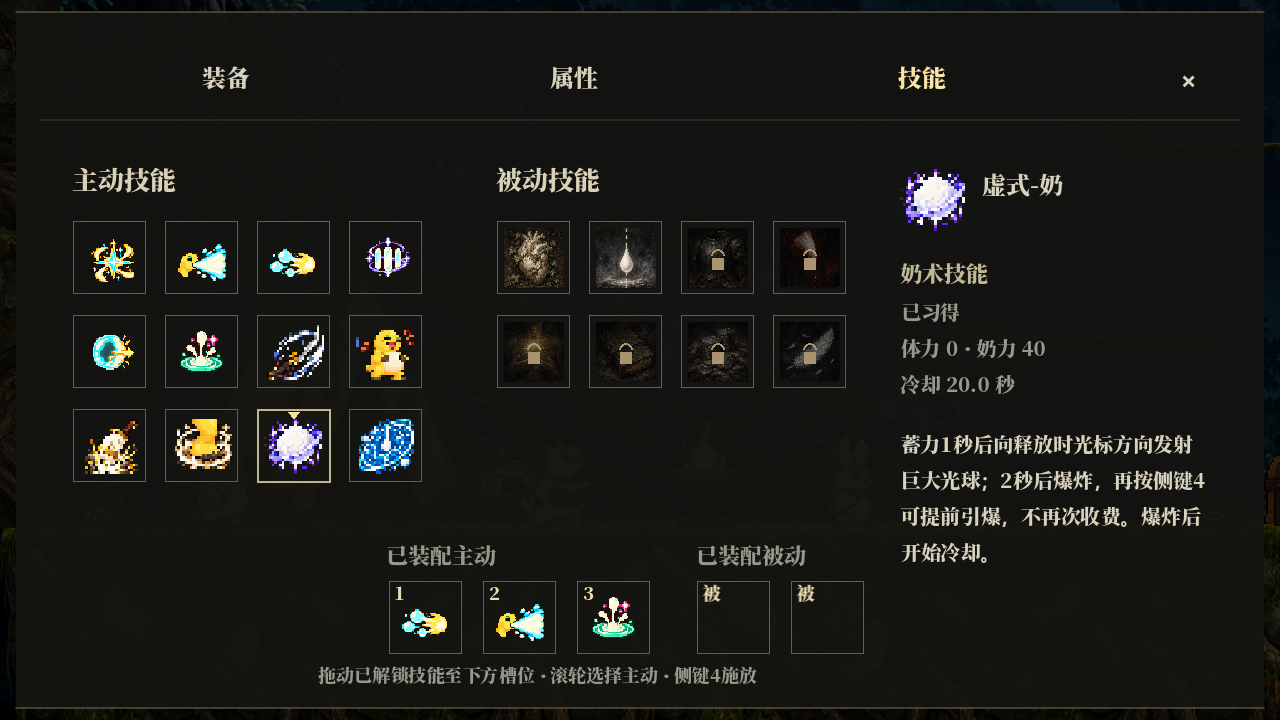 装备
属性
技能
×
主动技能
被动技能
虚式-奶
奶术技能
已习得
体力 0 · 奶力 40
冷却 20.0 秒
蓄力1秒后向释放时光标方向发射
巨大光球；2秒后爆炸，再按侧键4
可提前引爆，不再次收费。爆炸后
开始冷却。
已装配主动
已装配被动
1
2
3
被
被
拖动已解锁技能至下方槽位 · 滚轮选择主动 · 侧键4施放